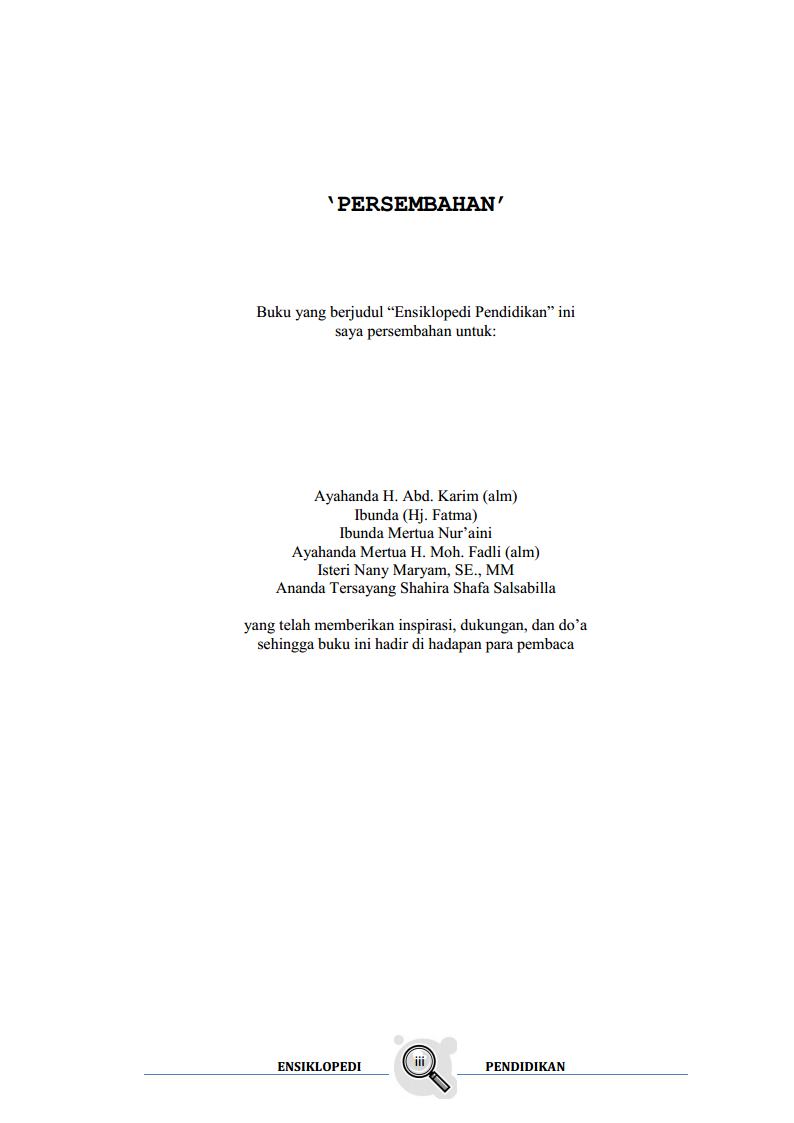 ‘PERSEMBAHAN’
Buku yang berjudul “Ensiklopedi Pendidikan” ini
saya persembahan untuk:
Ayahanda H. Abd. Karim (alm)
Ibunda (Hj. Fatma)
Ibunda Mertua Nur’aini
Ayahanda Mertua H. Moh. Fadli (alm)
Isteri Nany Maryam, SE., MM
Ananda Tersayang Shahira Shafa Salsabilla
yang telah memberikan inspirasi, dukungan, dan do’a
sehingga buku ini hadir di hadapan para pembaca
ENSIKLOPEDI iii PENDIDIKAN